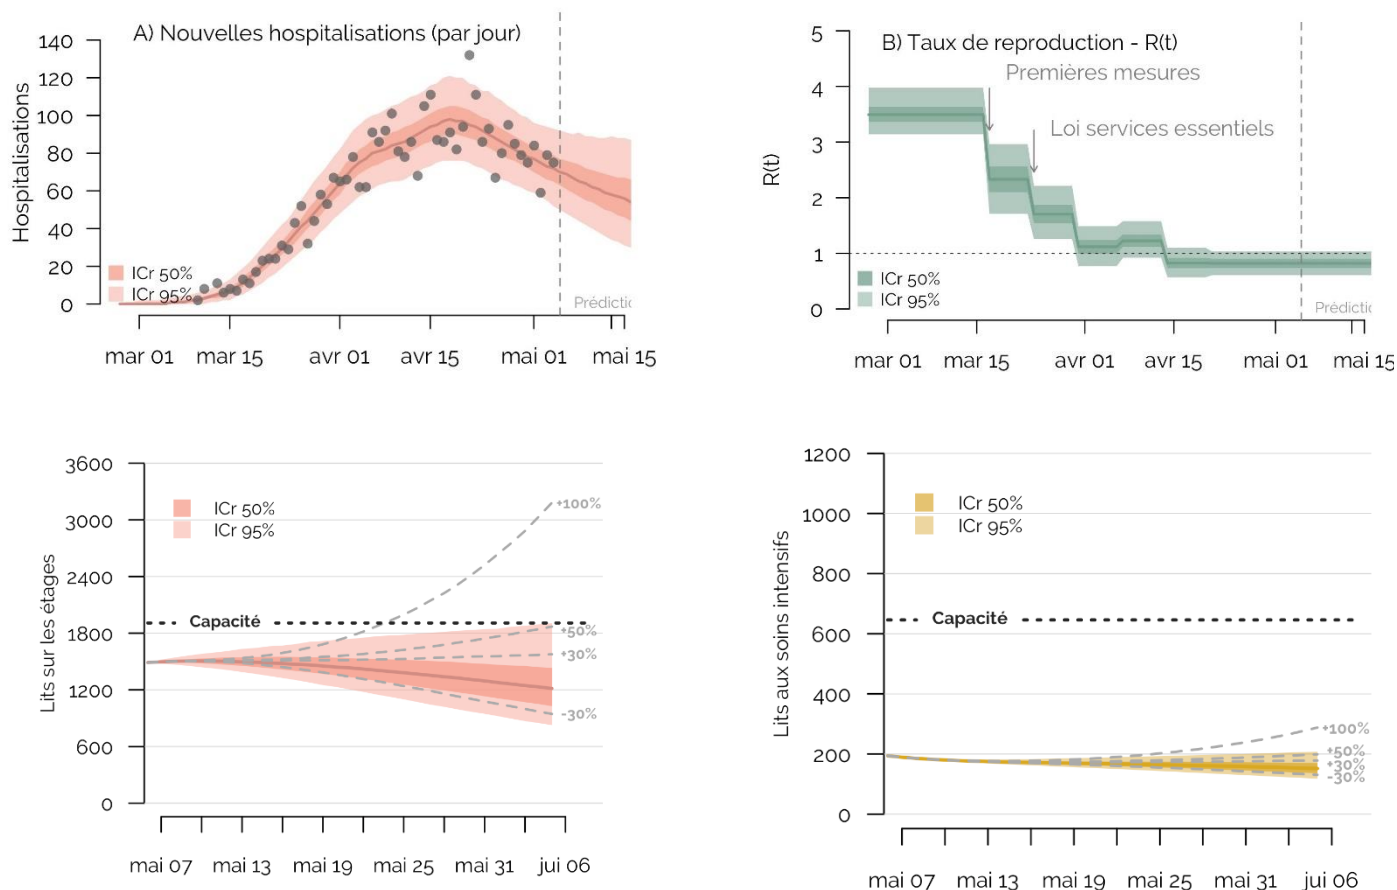 A) Nouvelles hospitalisations (par jour)
Hospitalisations
140
120
100
80
60
40
20
0
ICr 50%
ICr 95%
Prédictic
mar 01
mar 15
avr 01
avr 15
mai 01
mai 15
B) Taux de reproduction - R(t)
Premières mesures
Loi services essentiels
R(t)
5
4
3
2
1
0
ICr 50%
ICr 95%
Prédic
mar 01
mar 15
avr 01
avr 15
mai 01
mai 15
Lits sur les étages
3600
3000
2400
1800
1200
600
0
ICr 50%
ICr 95%
Capacité
+100%
+50%
+30%
-30%
mai 07
mai 13
mai 19
mai 25
mai 31
jui 06
Lits aux soins intensifs
1200
1000
800
600
400
200
0
ICr 50%
ICr 95%
Capacité
+100%
+50%
+30%
-30%
mai 07
mai 13
mai 19
mai 25
mai 31
jui 06